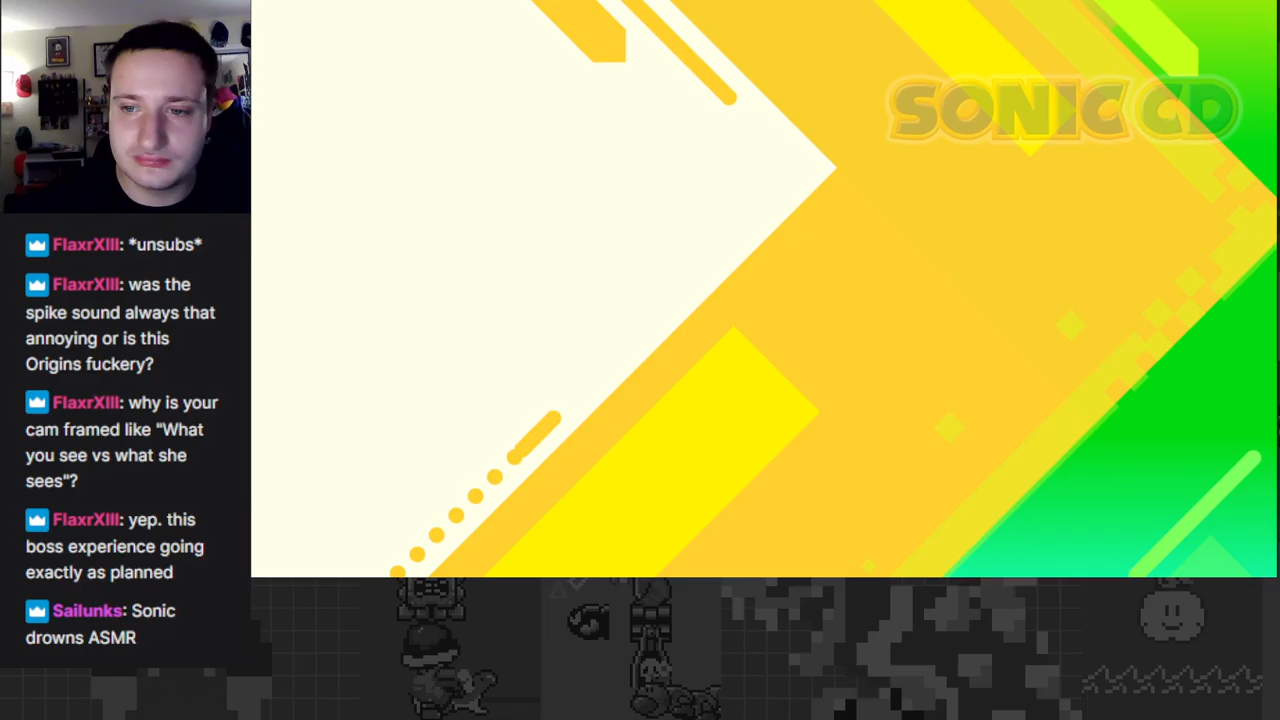 SONIC CD
FlaxrXIII: *unsubs*
FlaxrXIII: was the
spike sound always that
annoying or is this
Origins fuckery?
FlaxrXIII: why is your
cam framed like "What
you see vs what she
sees"?
FlaxrXIII: yep. this
boss experience going
exactly as planned
Sailunks: Sonic
drowns ASMR